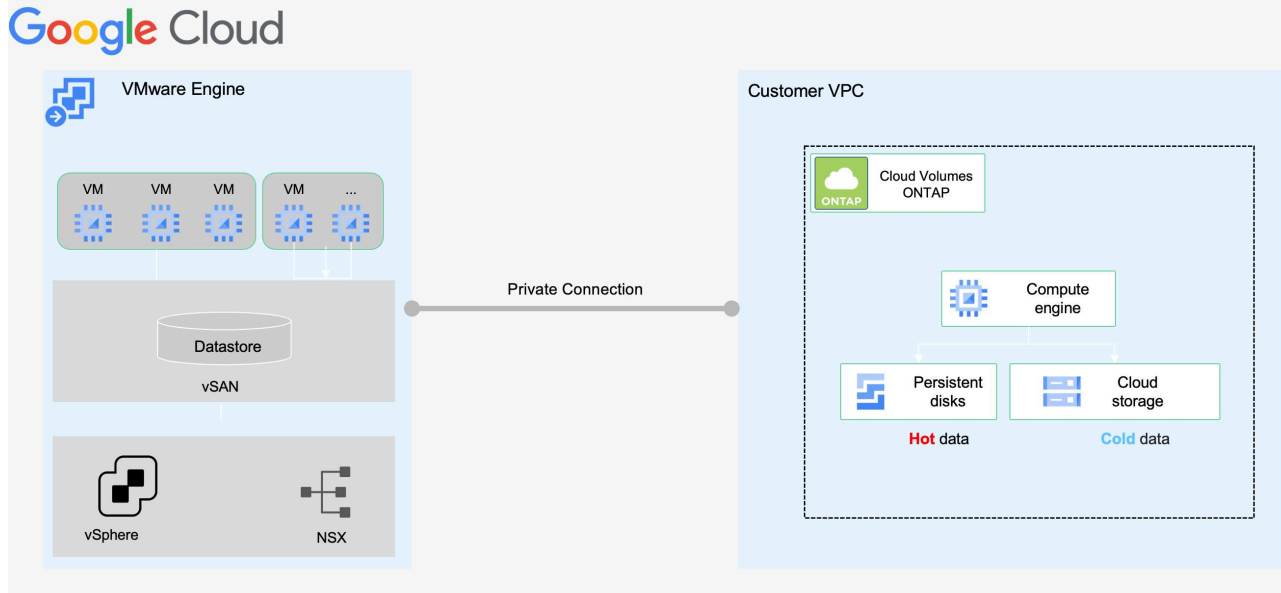 Google Cloud
VMware Engine
VM VM VM VM ...
Datastore
vSAN
vSphere
NSX
Private Connection
Customer VPC
ONTAP
Cloud Volumes
ONTAP
Compute
engine
Persistent
disks
Hot data
Cloud
storage
Cold data